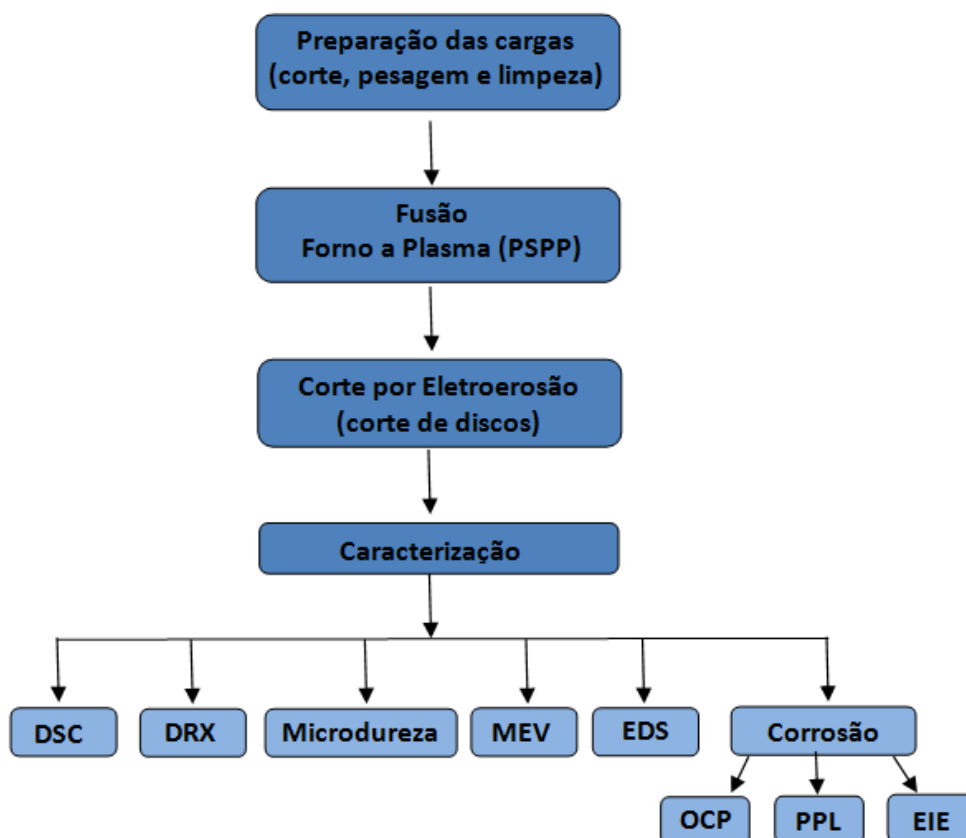 Preparação das cargas
(corte, pesagem e limpeza)
Fusão
Forno a Plasma (PSPP)
Corte por Eletroerosão
(corte de discos)
Caracterização
DSC
DRX
Microdureza
MEV
EDS
Corrosão
OCP
PPL
EIE